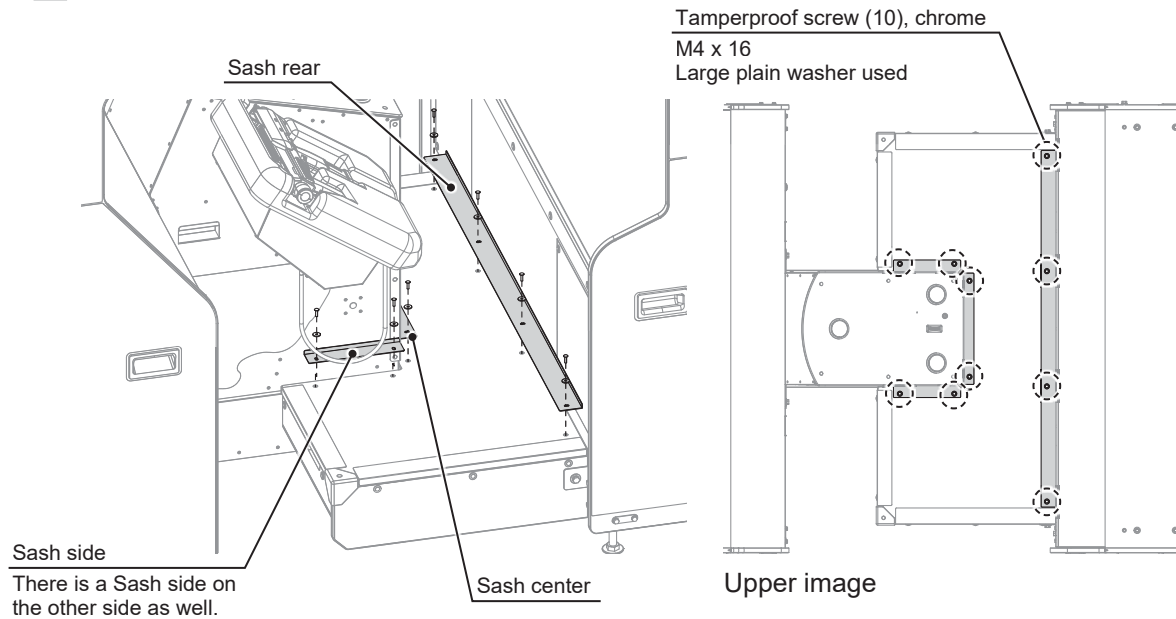 Tamperproof screw (10), chrome
M4 x 16
Large plain washer used
Sash rear
Sash side
There is a Sash side on
the other side as well.
Sash center
Upper image